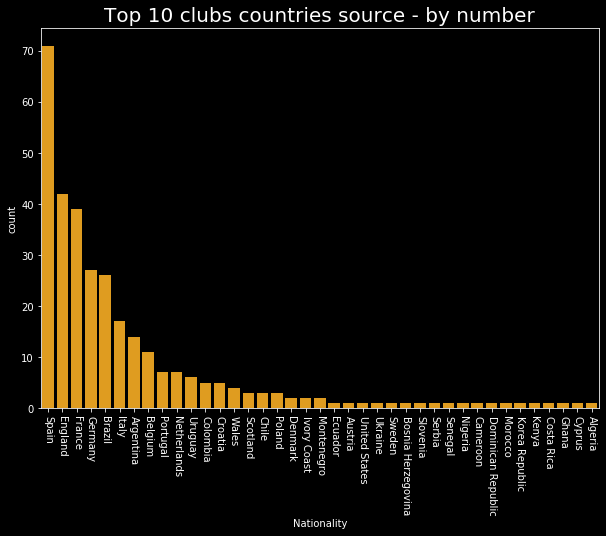 Top 10 clubs countries source - by number
70
60
50
40
30
20
10
0
count
Spain
England
France
Germany
Brazil
Italy
Argentina
Belgium
Portugal
Netherlands
Uruguay
Colombia
Croatia
Wales
Scotland
Chile
Poland
Denmark
Ivory Coast
Montenegro
Ecuador
Austria
United States
Ukraine
Sweden
Bosnia Herzegovina
Slovenia
Serbia
Senegal
Nigeria
Cameroon
Dominican Republic
Morocco
Korea Republic
Kenya
Costa Rica
Ghana
Cyprus
Algeria
Nationality